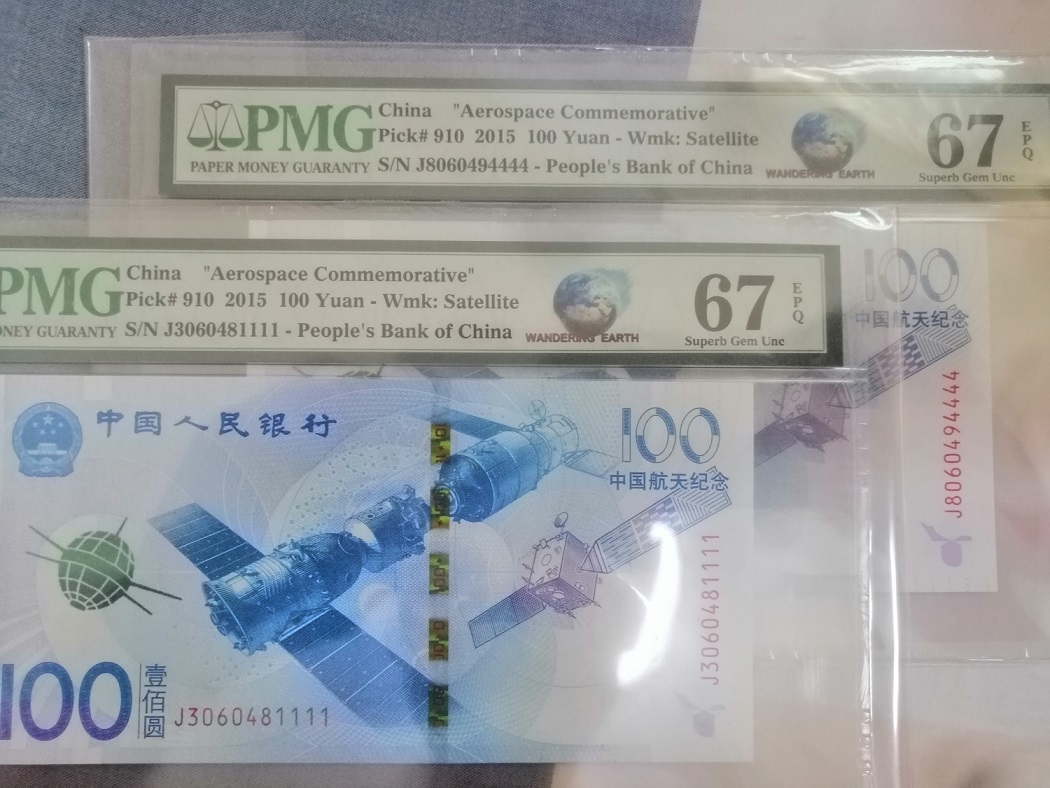 PMG
PAPER MONEY GUARANTY
China "Aerospace Commemorative"
Pick# 910 2015 100 Yuan - Wmk: Satellite
S/N J8060494444 - People's Bank of China
WANDERING EARTH
67
EPQ
Superb Gem Unc
100
中国航天纪念
J8060494444
PMG
ONEY GUARANTY
China "Aerospace Commemorative"
Pick# 910 2015 100 Yuan - Wmk: Satellite
S/N J3060481111 - People's Bank of China
WANDERING EARTH
67
EPQ
Superb Gem Unc
中国人民银行
100
中国航天纪念
J3060481111
100
壹佰圆
J3060481111